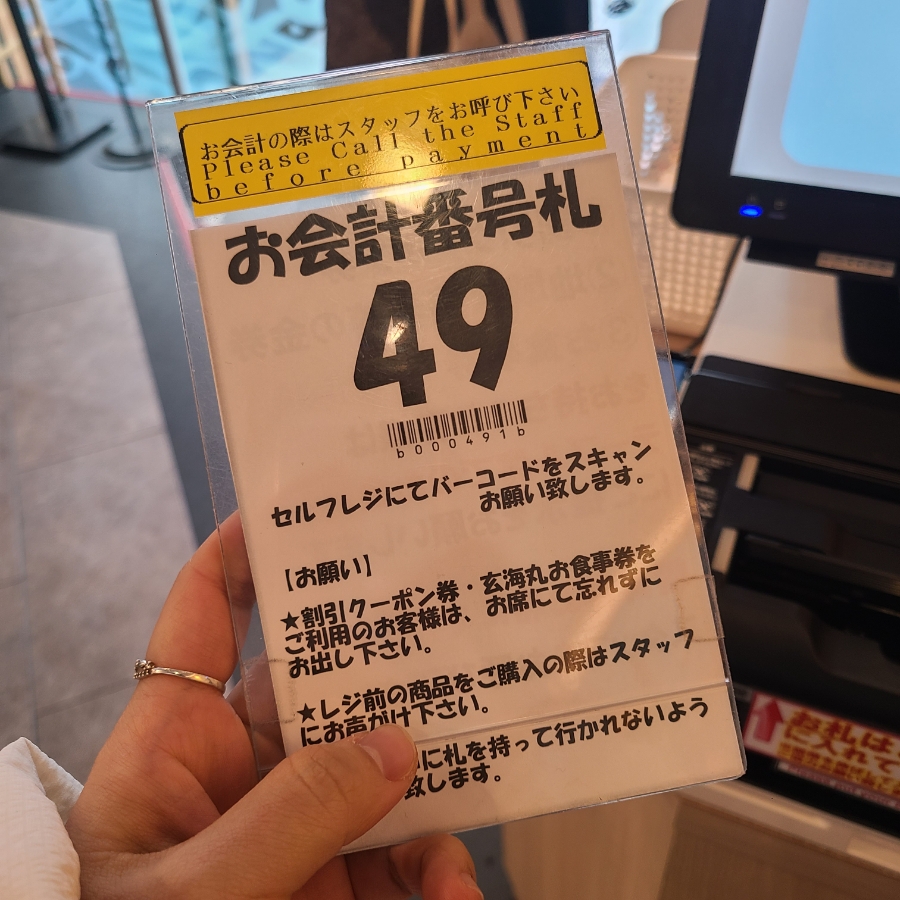 お会計の際はスタッフをお呼び下さい
Please Call the Staff
before payment
お会計番号札
49
b000491b
セルフレジにてバーコードをスキャン
お願い致します。
【お願い】
★割引クーポン券・玄海丸お食事券を
ご利用のお客様は、お席にて忘れずに
お出し下さい。
★レジ前の商品をご購入の際はスタッフ
にお声がけ下さい。
に札を持って行かれないよう
致します。
お札は
に入れて